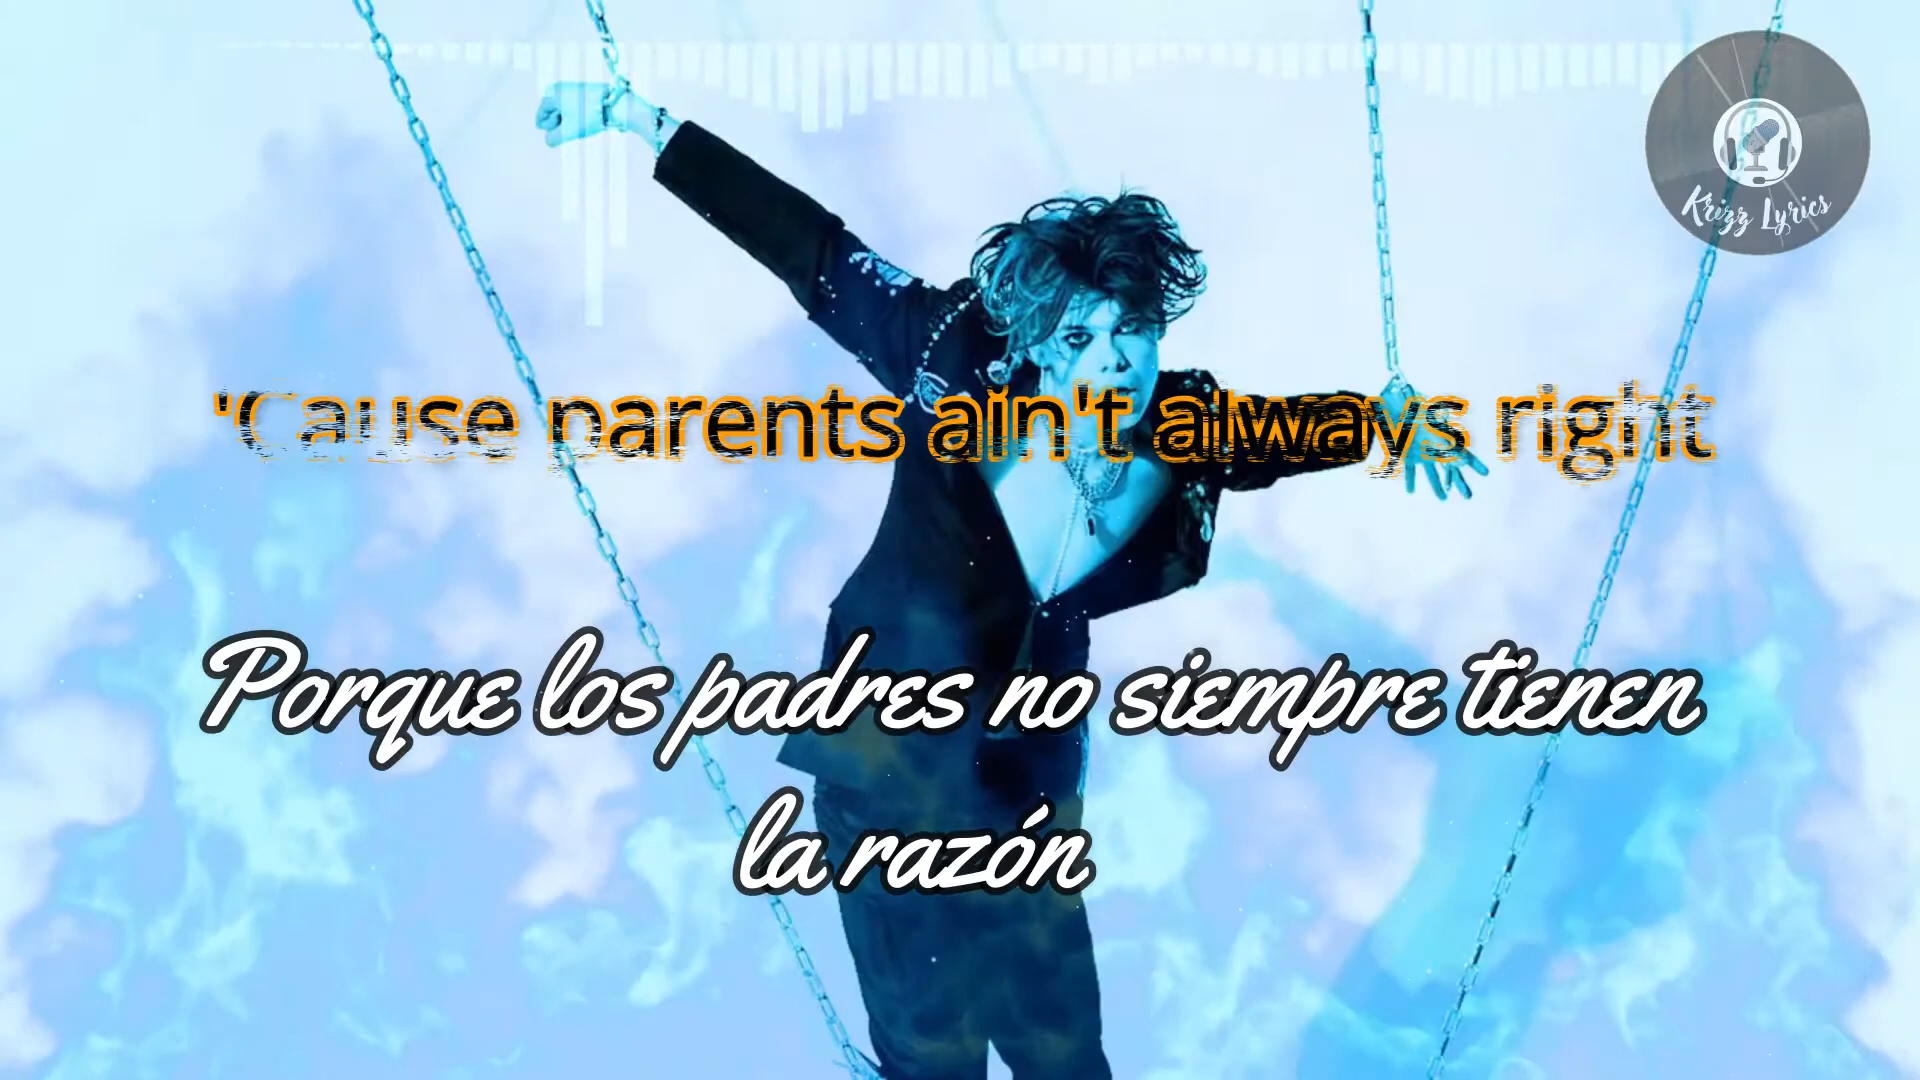 Krizz Lyrics
'Cause parents ain't always right
Porque los padres no siempre tienen
la razón